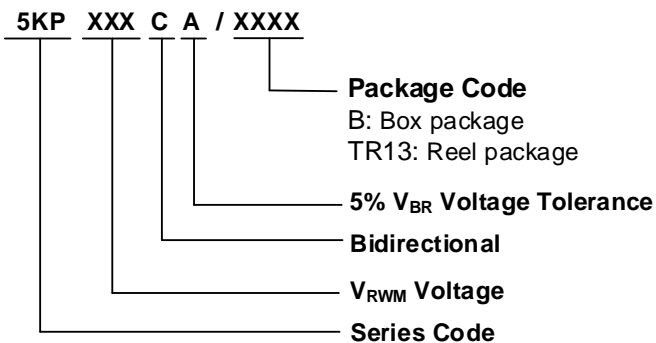 5KP XXX C A / XXXX
Package Code
B: Box package
TR13: Reel package
5% VBR Voltage Tolerance
Bidirectional
VRWM Voltage
Series Code